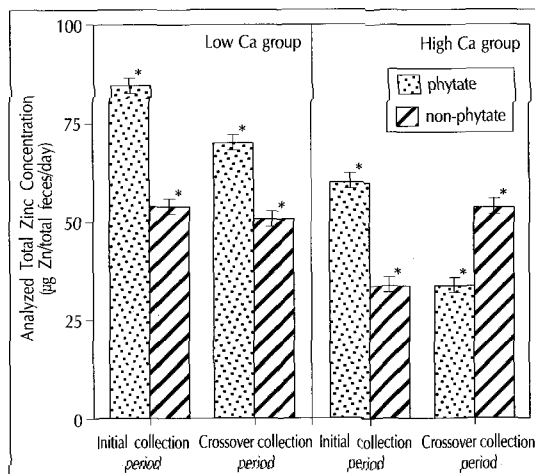 Analyzed Total Zinc Concentration
(µg Zn/total feces/day)
100
75
50
25
0
Low Ca group
High Ca group
phytate
non-phytate
*
*
*
*
*
*
*
*
Initial collection
period
Crossover collection
period
Initial collection
period
Crossover collection
period